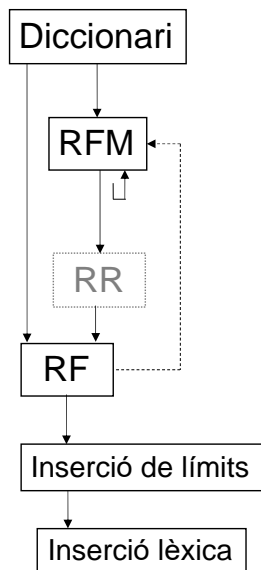 Diccionari
RFM
RR
RF
Inserció de límits
Inserció lèxica